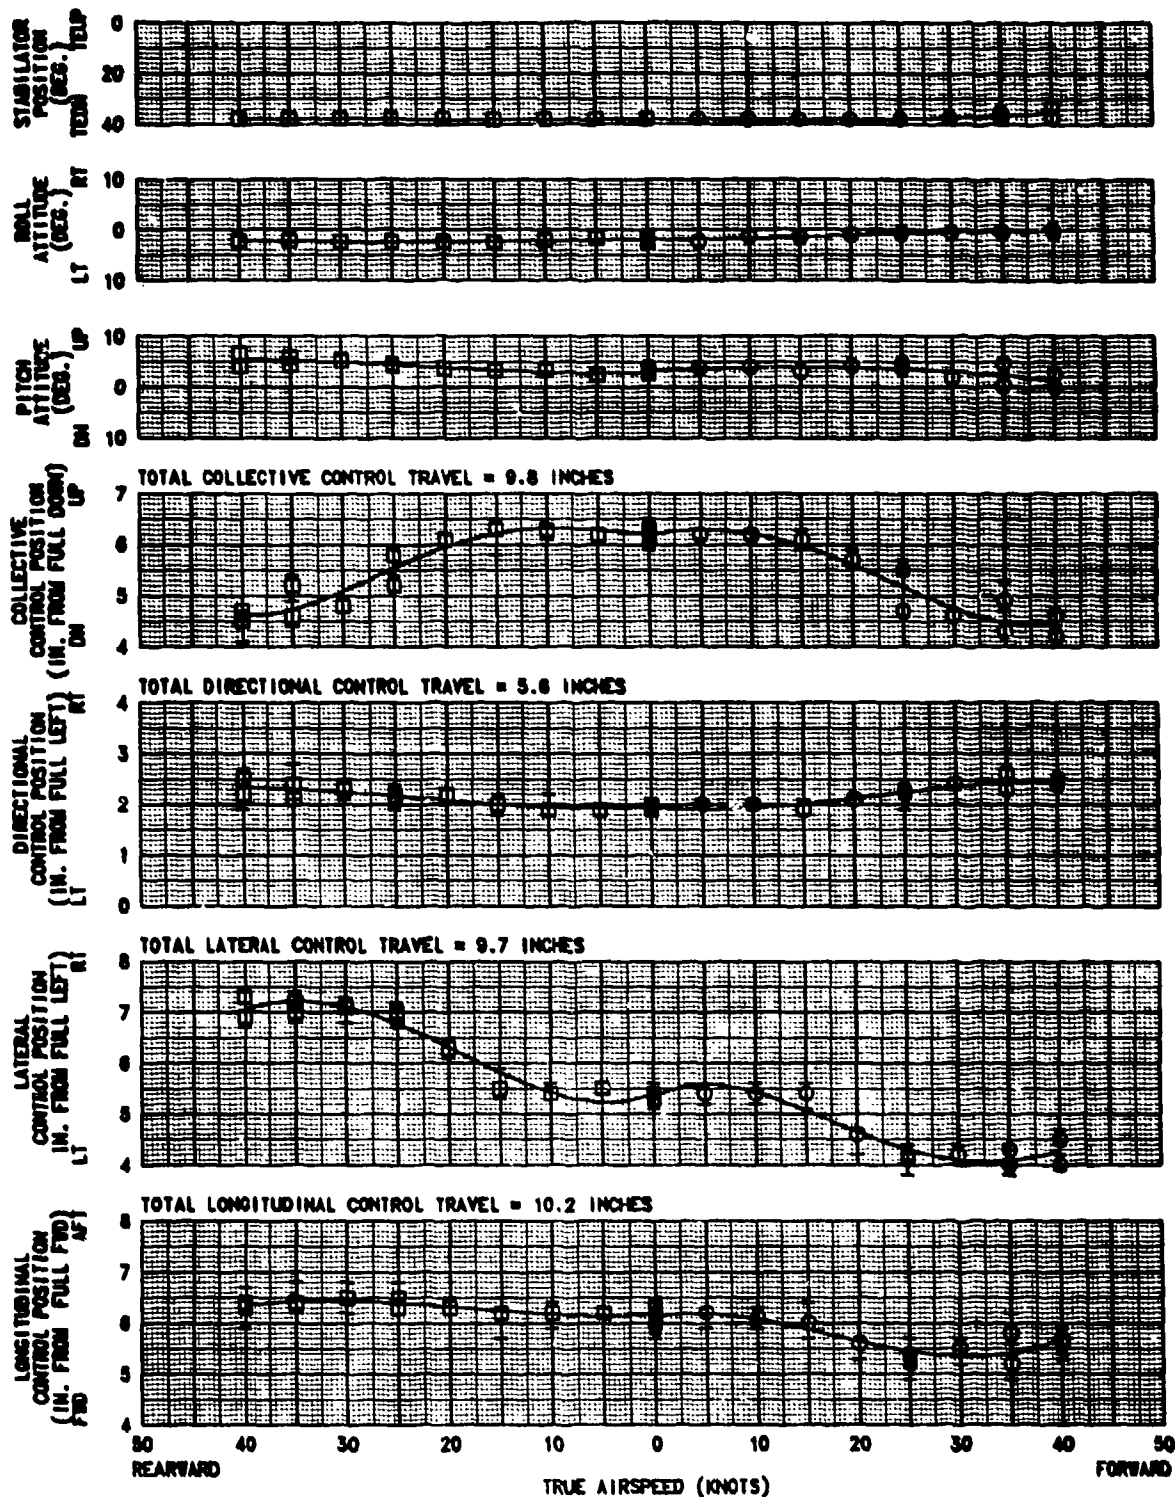 STABILATOR
POSITION
(DEG.)
TEDN TEUP
0
20
40
ROLL
ATTITUDE
(DEG.)
LT RT
10
0
10
PITCH
ATTITUDE
(DEG.)
DN UP
10
0
10
TOTAL COLLECTIVE CONTROL TRAVEL = 9.8 INCHES
COLLECTIVE
CONTROL POSITION
(IN. FROM FULL DOWN)
DN UP
7
6
5
4
TOTAL DIRECTIONAL CONTROL TRAVEL = 5.6 INCHES
DIRECTIONAL
CONTROL POSITION
(IN. FROM FULL LEFT)
LT RT
4
3
2
1
0
TOTAL LATERAL CONTROL TRAVEL = 9.7 INCHES
LATERAL
CONTROL POSITION
IN. FROM FULL LEFT)
LT RT
8
7
6
5
4
TOTAL LONGITUDINAL CONTROL TRAVEL = 10.2 INCHES
LONGITUDINAL
CONTROL POSITION
(IN. FROM FULL FWD)
FWD AFT
8
7
6
5
4
50 40 30 20 10 0 10 20 30 40 50
REARWARD FORWARD
TRUE AIRSPEED (KNOTS)